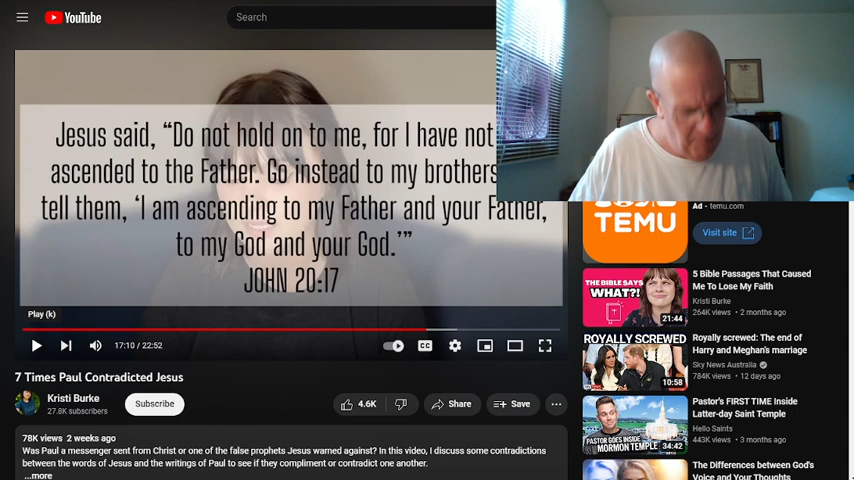 YouTube
Search
Jesus said, "Do not hold on to me, for I have not
ascended to the Father. Go instead to my brothers
tell them, 'I am ascending to my Father and your Father,
to my God and your God.'"
JOHN 20:17
Play (k)
17:10 / 22:52
CC
7 Times Paul Contradicted Jesus
Kristi Burke
27.8K subscribers
Subscribe
4.6K
Share
Save
78K views 2 weeks ago
Was Paul a messenger sent from Christ or one of the false prophets Jesus warned against? In this video, I discuss some contradictions
between the words of Jesus and the writings of Paul to see if they compliment or contradict one another.
...more
TEMU
Ad • temu.com
Visit site
THE BIBLE SAYS
WHAT?!
21:44
5 Bible Passages That Caused
Me To Lose My Faith
Kristi Burke
264K views • 2 months ago
ROYALLY SCREWED
10:58
Royally screwed: The end of
Harry and Meghan's marriage
Sky News Australia
784K views • 12 days ago
PASTOR GOES INSIDE
MORMON TEMPLE
34:42
Pastor's FIRST TIME Inside
Latter-day Saint Temple
Hello Saints
443K views • 3 months ago
The Differences between God's
Voice and Your Thoughts